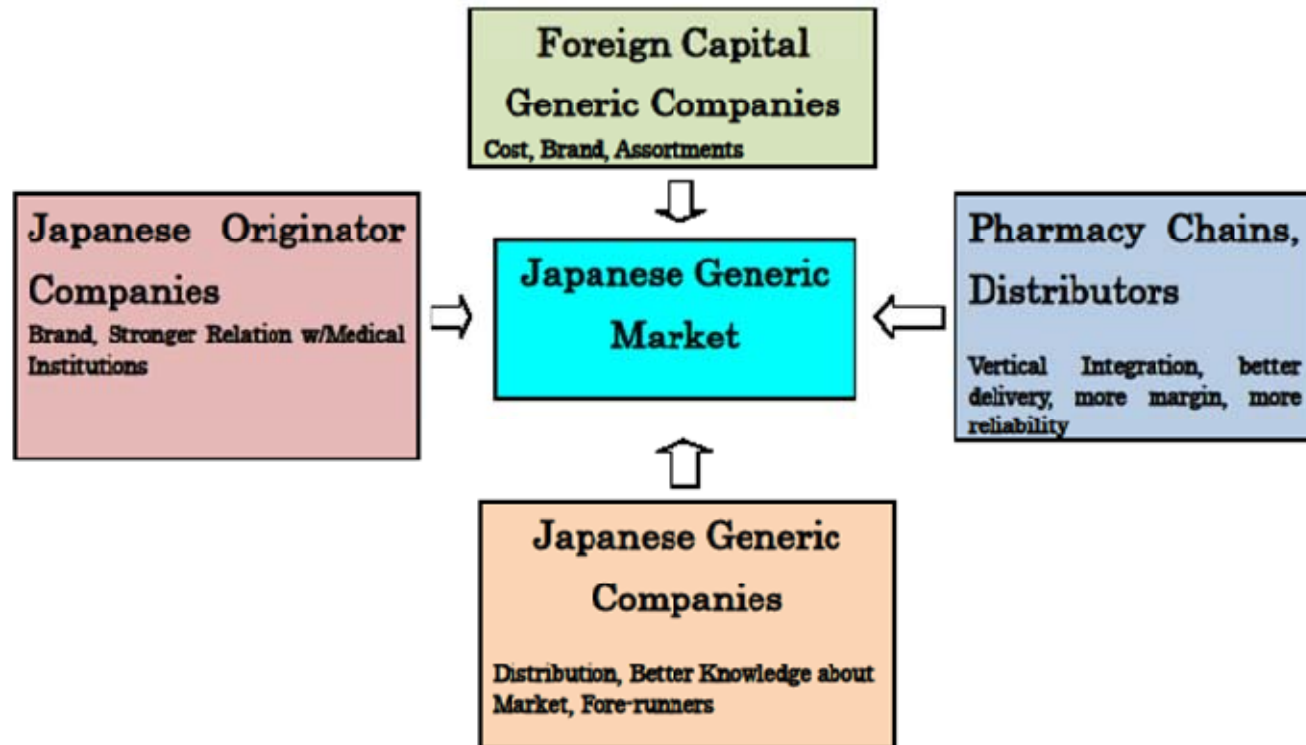 Foreign Capital
Generic Companies
Cost, Brand, Assortments
Japanese Originator
Companies
Brand, Stronger Relation w/Medical
Institutions
Japanese Generic
Market
Pharmacy Chains,
Distributors
Vertical Integration, better
delivery, more margin, more
reliability
Japanese Generic
Companies
Distribution, Better Knowledge about
Market, Fore-runners